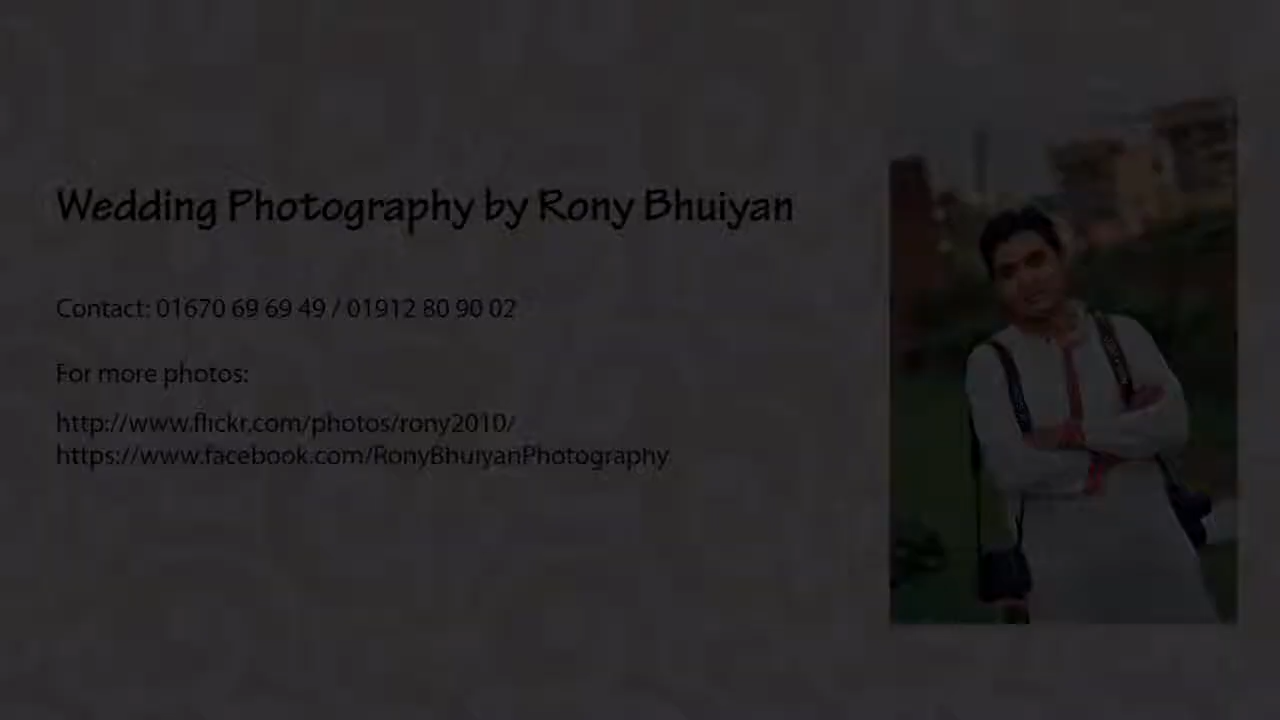 Wedding Photography by Rony Bhuiyan
Contact: 01670 69 69 49 / 01912 80 90 02
For more photos:
http://www.flickr.com/photos/rony2010/
https://www.facebook.com/RonyBhuiyanPhotography